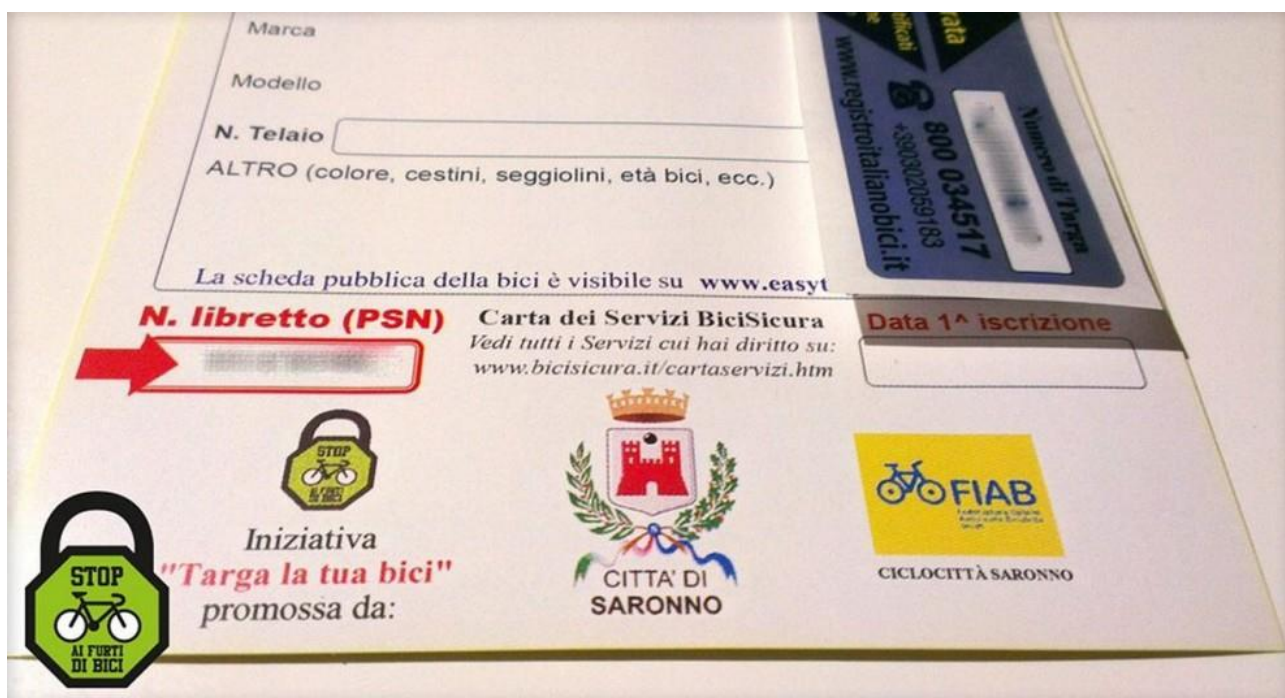 Marca
Modello
N. Telaio
ALTRO (colore, cestini, seggiolini, età bici, ecc.)
La scheda pubblica della bici è visibile su www.easyt
rata
ificati
www.registroitalianobici.it
800 034517
+390302059183
Numero di Targa
N. libretto (PSN)
Carta dei Servizi BiciSicura
Vedi tutti i Servizi cui hai diritto su:
www.bicisicura.it/cartaservizi.htm
Data 1^ iscrizione
STOP
AI FURTI
DI BICI
Iniziativa
"Targa la tua bici"
promossa da:
CITTA' DI
SARONNO
FIAB
CICLOCITTÀ SARONNO
STOP
AI FURTI
DI BICI